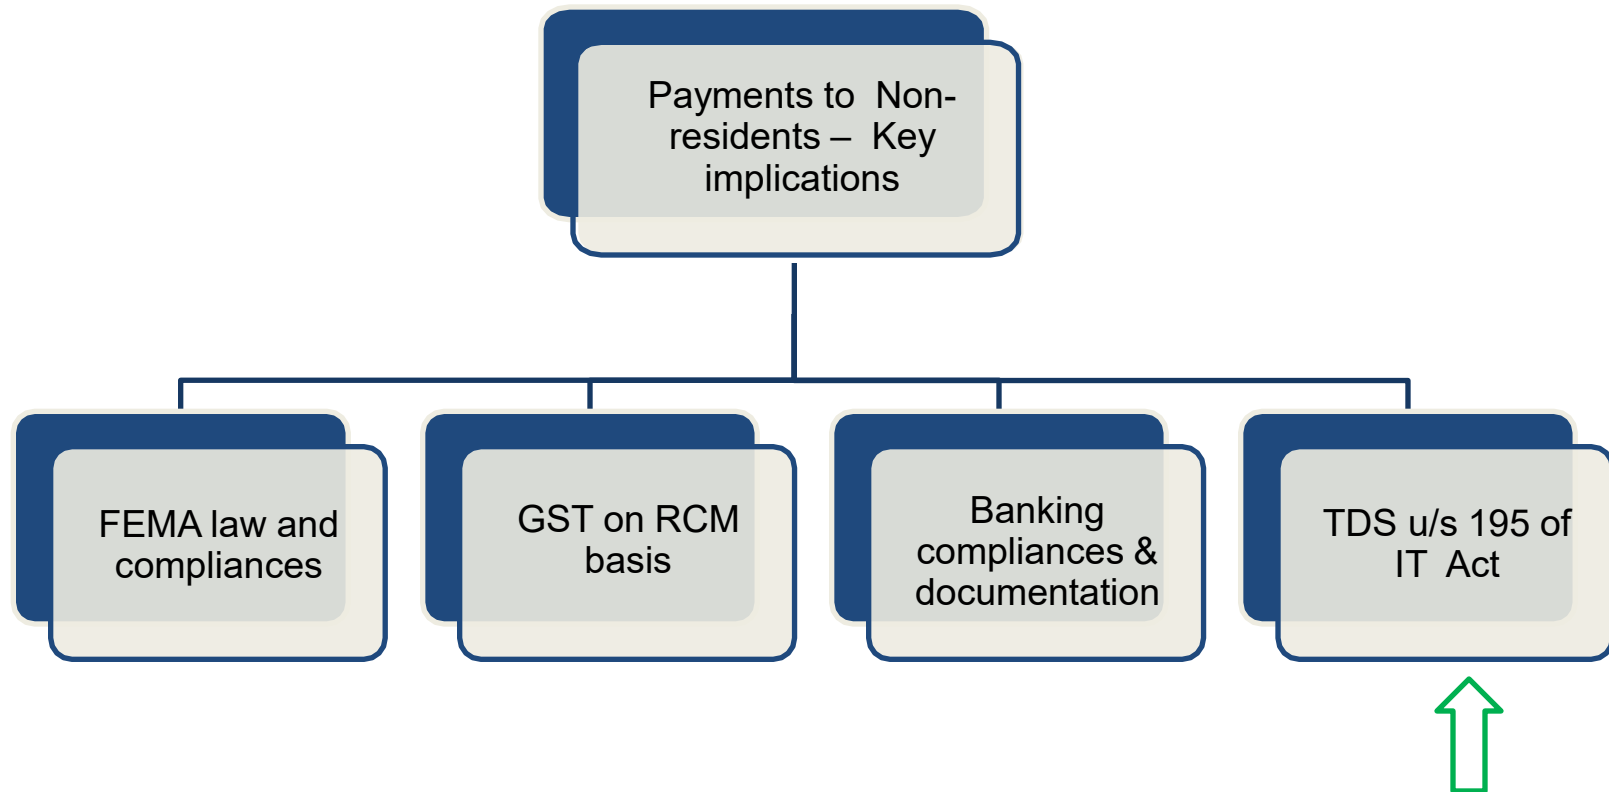 Payments to Non-
residents – Key
implications
FEMA law and
compliances
GST on RCM
basis
Banking
compliances &
documentation
TDS u/s 195 of
IT Act